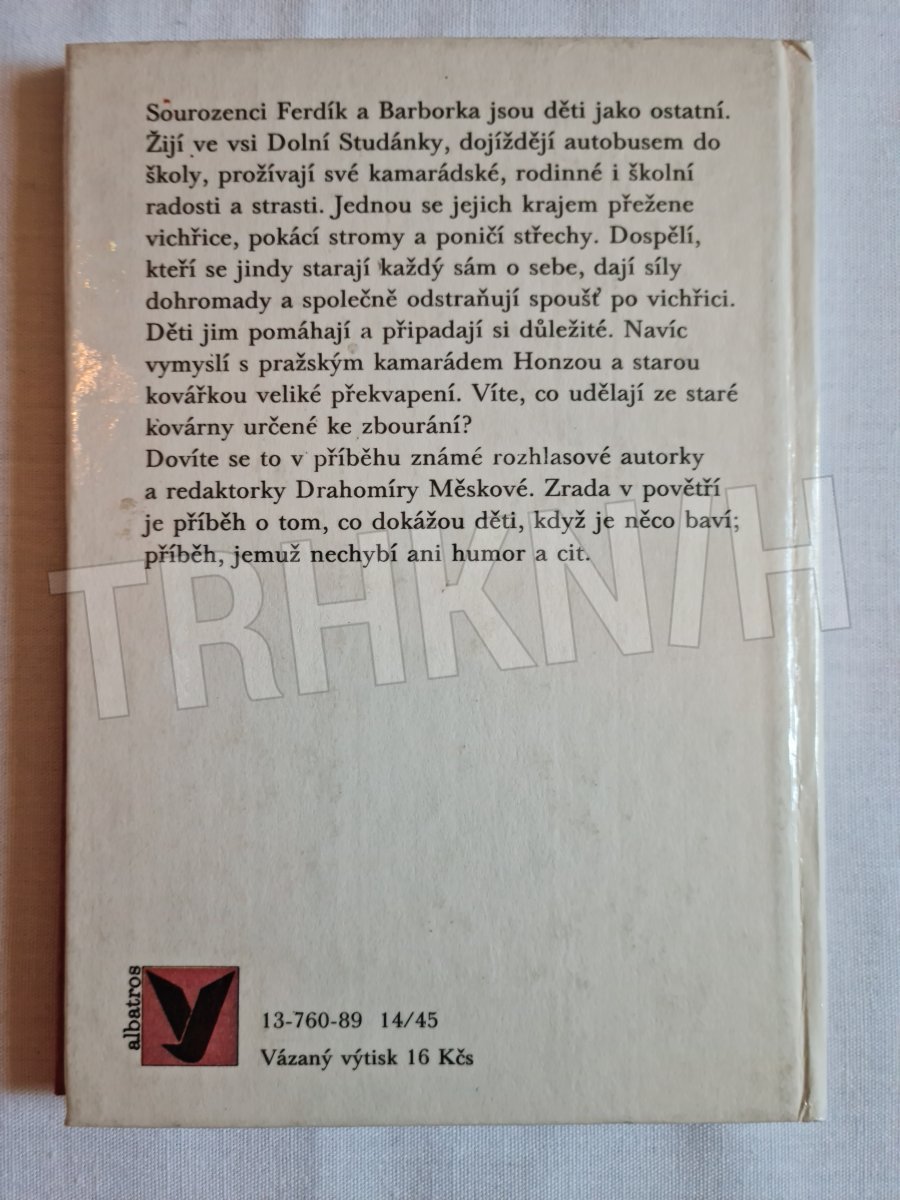 Sourozenci Ferdík a Barborka jsou děti jako ostatní.
Žijí ve vsi Dolní Studánky, dojíždějí autobusem do
školy, prožívají své kamarádské, rodinné i školní
radosti a strasti. Jednou se jejich krajem přežene
vichřice, pokácí stromy a poničí střechy. Dospělí,
kteří se jindy starají každý sám o sebe, dají síly
dohromady a společně odstraňují spoušť po vichřici.
Děti jim pomáhají a připadají si důležité. Navíc
vymyslí s pražským kamarádem Honzou a starou
kovářkou veliké překvapení. Víte, co udělají ze staré
kovárny určené ke zbourání?
Dovíte se to v příběhu známé rozhlasové autorky
a redaktorky Drahomíry Měskové. Zrada v povětří
je příběh o tom, co dokážou děti, když je něco baví;
příběh, jemuž nechybí ani humor a cit.
TRHKNIH
albatros
13-760-89 14/45
Vázaný výtisk 16 Kčs